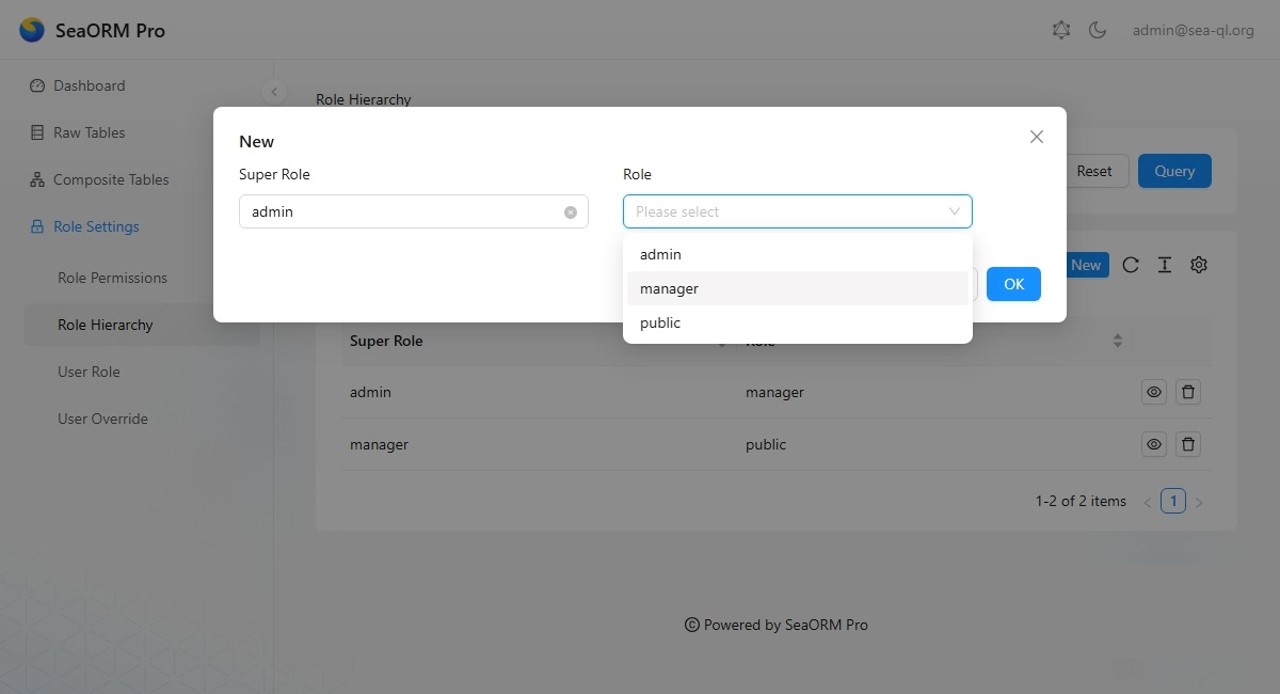 SeaORM Pro
admin@sea-ql.org
Dashboard
Raw Tables
Composite Tables
Role Settings
Role Permissions
Role Hierarchy
User Role
User Override
Role Hierarchy
Reset
Query
New
New
Super Role
Role
admin
Please select
admin
manager
public
OK
Super Role
admin
manager
manager
public
1-2 of 2 items
1
© Powered by SeaORM Pro